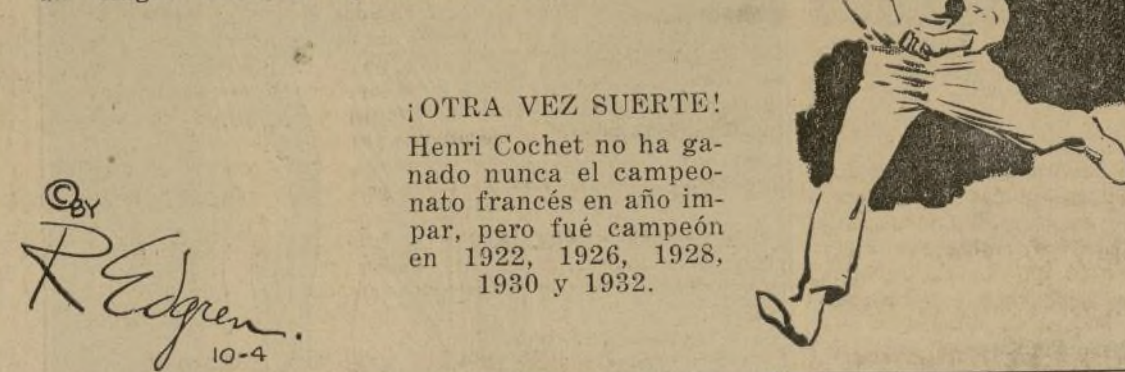 ¡OTRA VEZ SUERTE!
Henri Cochet no ha ga-
nado nunca el campeo-
nato francés en año im-
par, pero fué campeón
en 1922, 1926, 1928,
1930 y 1932.
© BY
R Edgren.
10-4